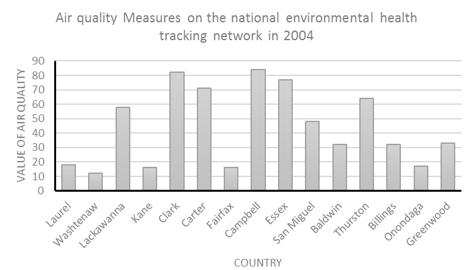 Air quality Measures on the national environmental health
tracking network in 2004
VALUE OF AIR QUALITY
90
80
70
60
50
40
30
20
10
0
Laurel
Washtenaw
Lackawanna
Kane
Clark
Carter
Fairfax
Campbell
Essex
San Miguel
Baldwin
Thurston
Billings
Onondaga
Greenwood
COUNTRY